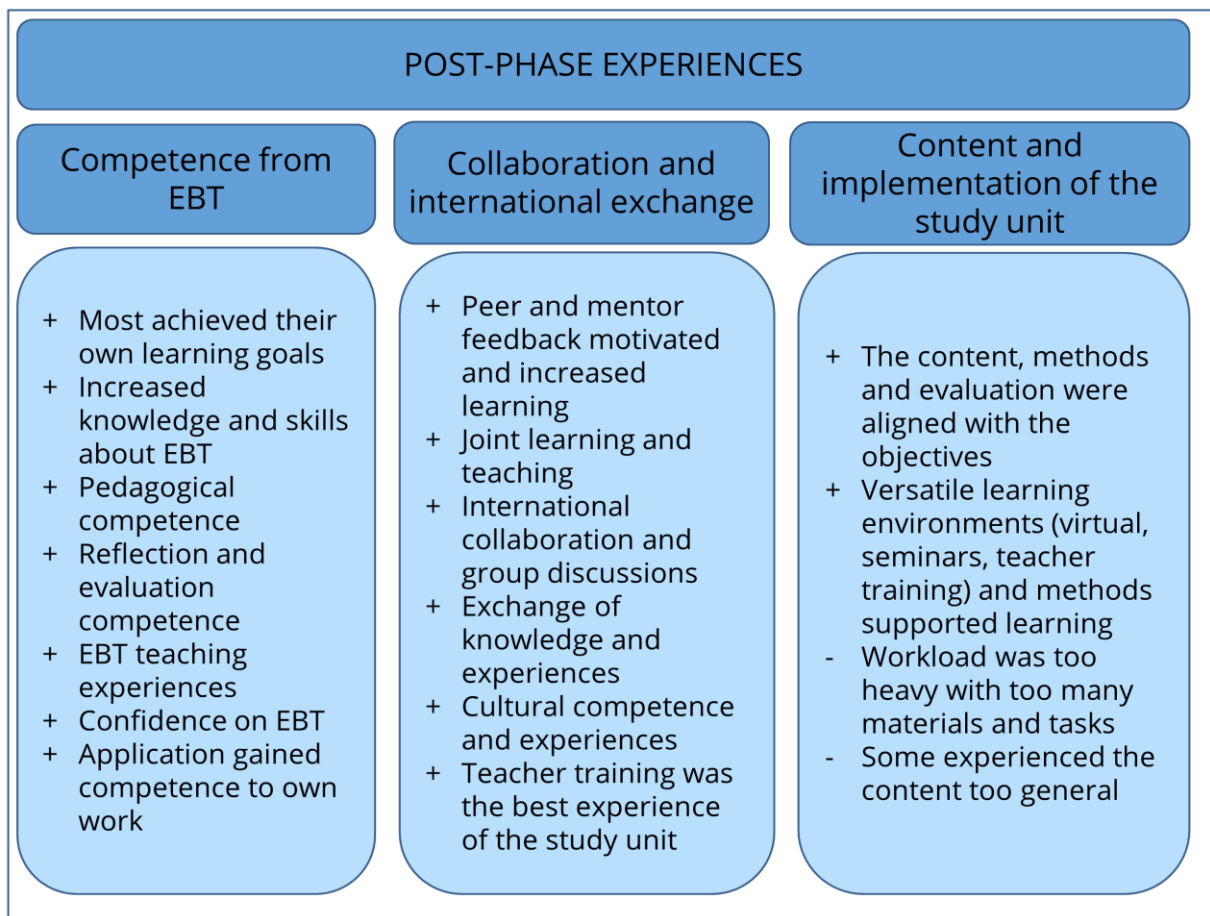 POST-PHASE EXPERIENCES
Competence from
EBT
+ Most achieved their
own learning goals
+ Increased
knowledge and skills
about EBT
+ Pedagogical
competence
+ Reflection and
evaluation
competence
+ EBT teaching
experiences
+ Confidence on EBT
+ Application gained
competence to own
work
Collaboration and
international exchange
+ Peer and mentor
feedback motivated
and increased
learning
+ Joint learning and
teaching
+ International
collaboration and
group discussions
+ Exchange of
knowledge and
experiences
+ Cultural competence
and experiences
+ Teacher training was
the best experience
of the study unit
Content and
implementation of the
study unit
+ The content, methods
and evaluation were
aligned with the
objectives
+ Versatile learning
environments (virtual,
seminars, teacher
training) and methods
supported learning
- Workload was too
heavy with too many
materials and tasks
- Some experienced the
content too general